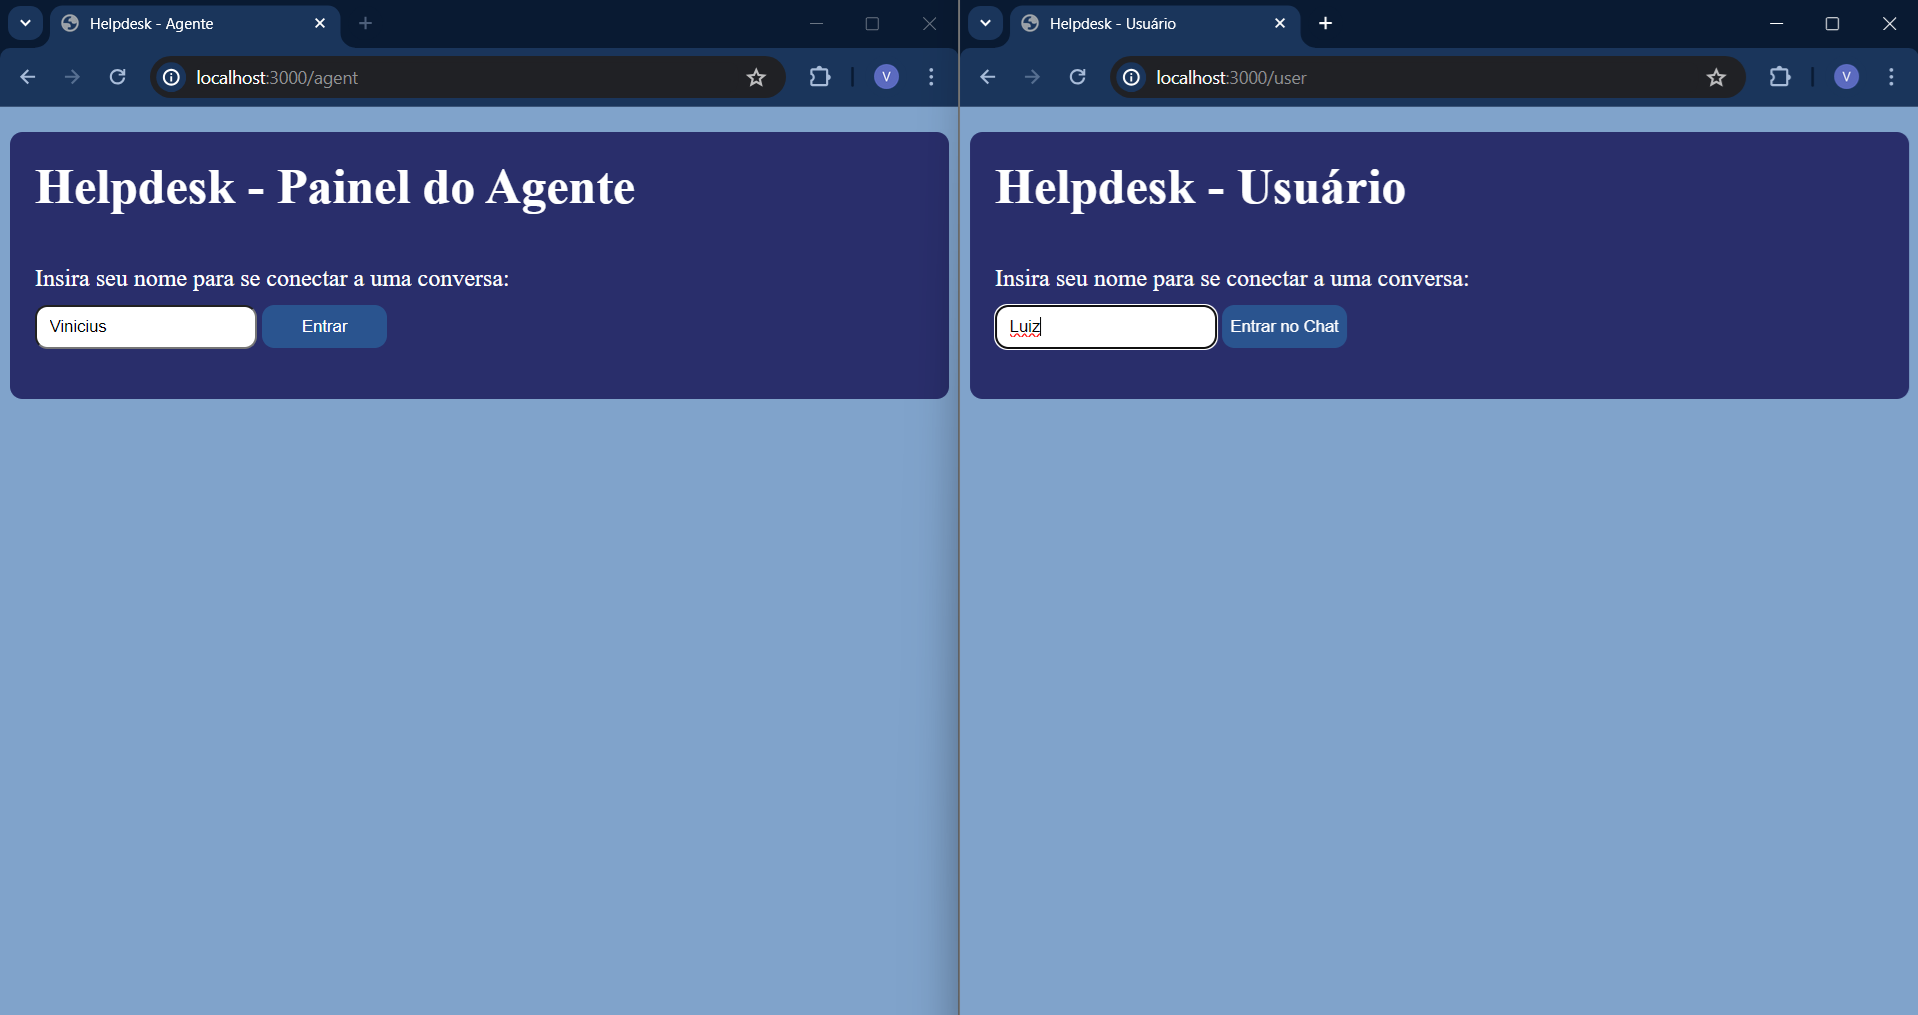 Helpdesk - Agente
localhost:3000/agent
V
Helpdesk - Painel do Agente
Insira seu nome para se conectar a uma conversa:
Vinicius
Entrar
Helpdesk - Usuário
localhost:3000/user
V
Helpdesk - Usuário
Insira seu nome para se conectar a uma conversa:
Luiz
Entrar no Chat